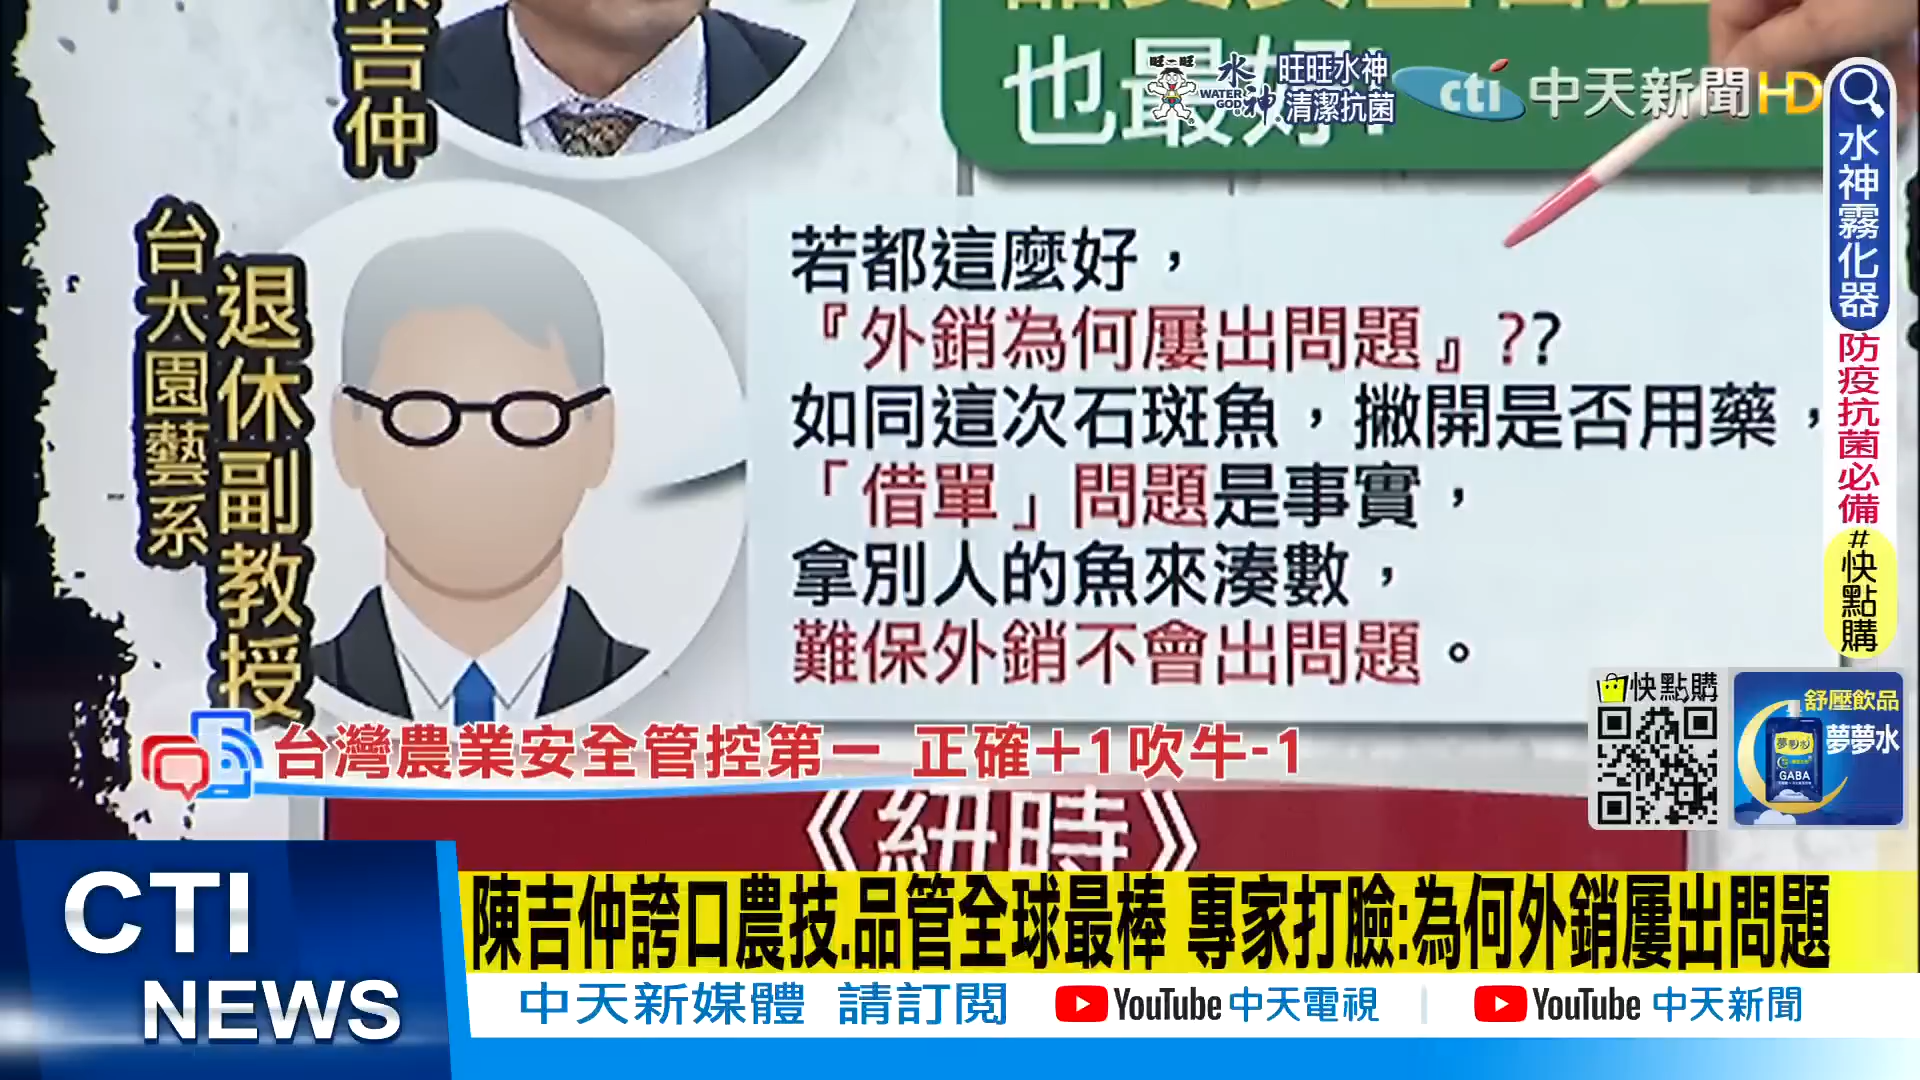 陳吉仲
也最好!
旺旺
水神
WATER GOD
旺旺水神
清潔抗菌
cti 中天新聞HD
台大園藝系
退休副教授
若都這麼好，
『外銷為何屢出問題』??
如同這次石斑魚，撇開是否用藥，
「借單」問題是事實，
拿別人的魚來湊數，
難保外銷不會出問題。
水神霧化器
防疫抗菌必備
#快點購
快點購
舒壓飲品
夢夢水
夢夢水
GABA
台灣農業安全管控第一 正確+1吹牛-1
《紐時》
CTI
NEWS
陳吉仲誇口農技.品管全球最棒 專家打臉:為何外銷屢出問題
中天新媒體 請訂閱 YouTube 中天電視 | YouTube 中天新聞